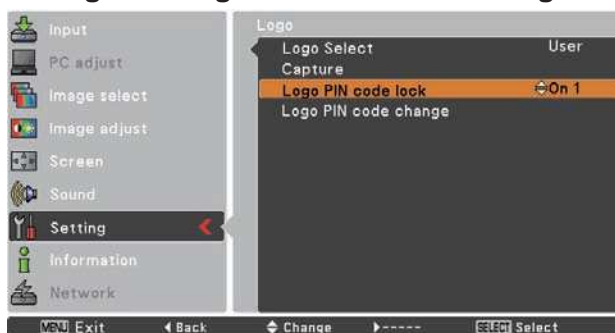 Input
PC adjust
Image select
Image adjust
Screen
Sound
Setting
Information
Network
Logo
Logo Select User
Capture
Logo PIN code lock On 1
Logo PIN code change
MENU Exit Back Change ----- SELECT Select